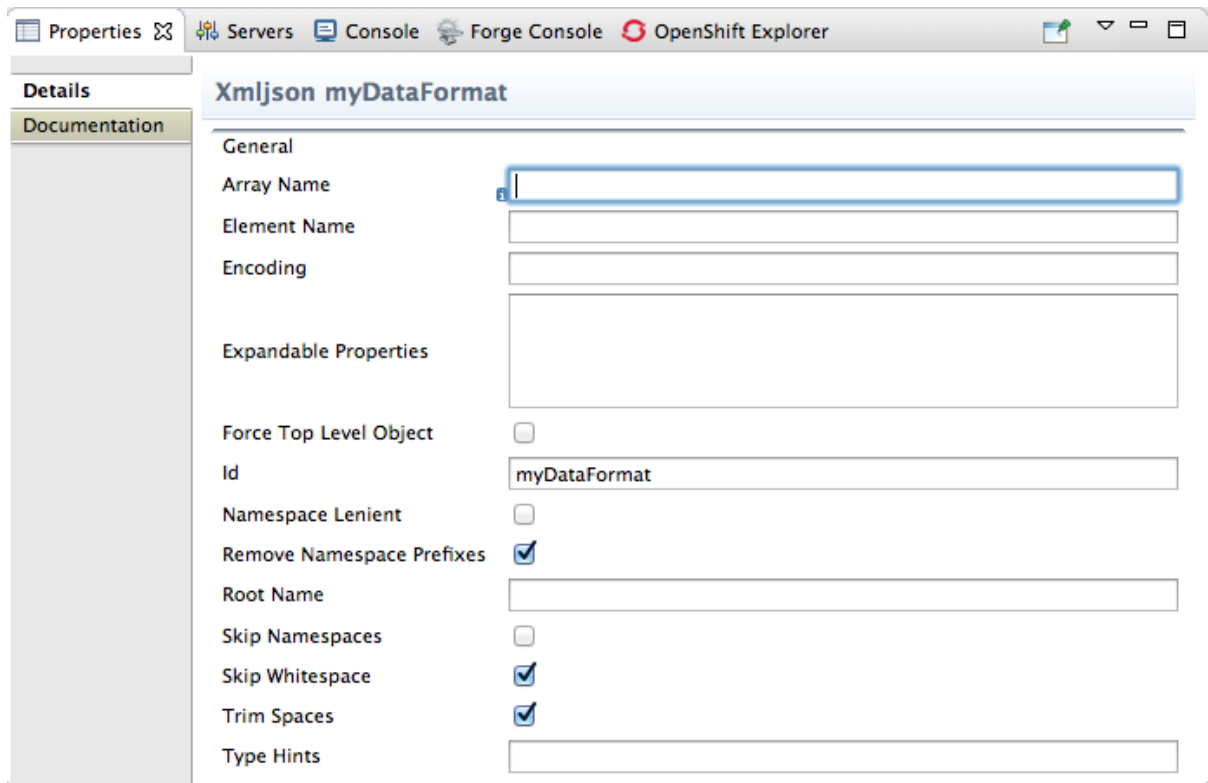 Properties Servers Console Forge Console OpenShift Explorer
Details
Documentation
Xmljson myDataFormat
General
Array Name
Element Name
Encoding
Expandable Properties
Force Top Level Object
Id myDataFormat
Namespace Lenient
Remove Namespace Prefixes
Root Name
Skip Namespaces
Skip Whitespace
Trim Spaces
Type Hints